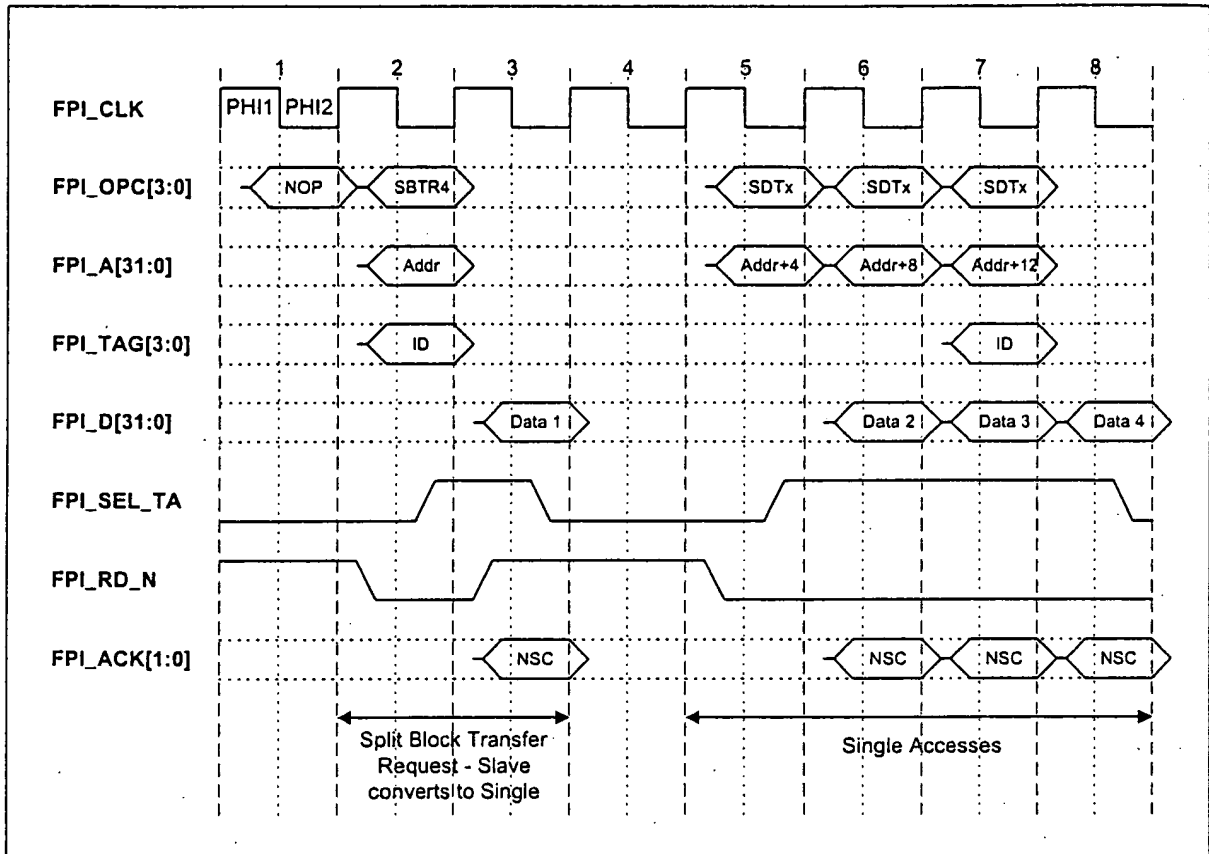 1 2 3 4 5 6 7 8
FPI_CLK PHI1 PHI2
FPI_OPC[3:0] NOP SBTR4 SDTx SDTx SDTx
FPI_A[31:0] Addr Addr+4 Addr+8 Addr+12
FPI_TAG[3:0] ID ID
FPI_D[31:0] Data 1 Data 2 Data 3 Data 4
FPI_SEL_TA
FPI_RD_N
FPI_ACK[1:0] NSC NSC NSC NSC
Split Block Transfer
Request - Slave
converts to Single
Single Accesses